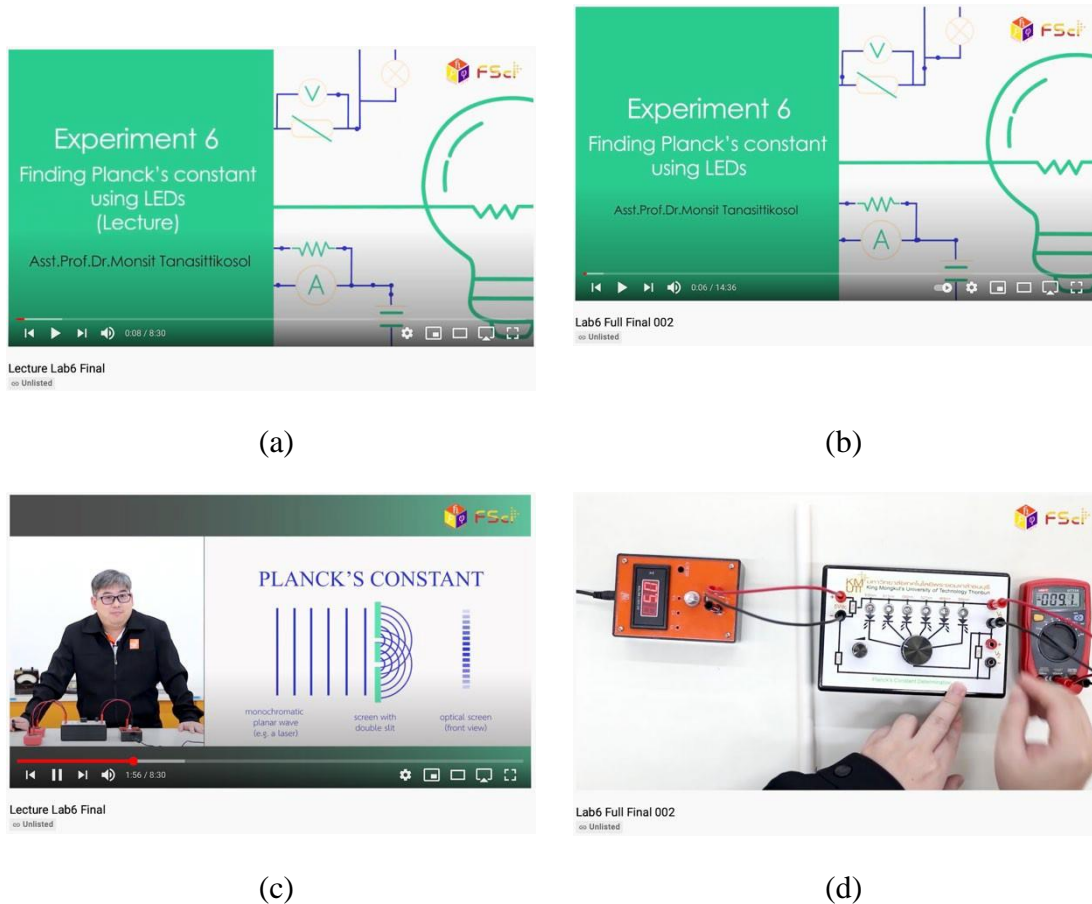 FSci
Experiment 6
Finding Planck's constant
using LEDs
(Lecture)
Asst.Prof.Dr.Monsit Tanasittikosol
V
A
0:08 / 8:30
Lecture Lab6 Final
Unlisted
(a)
FSci
Experiment 6
Finding Planck's constant
using LEDs
Asst.Prof.Dr.Monsit Tanasittikosol
V
A
0:06 / 14:36
Lab6 Full Final 002
Unlisted
(b)
FSci
PLANCK'S CONSTANT
monochromatic
planar wave
(e.g. a laser)
screen with
double slit
optical screen
(front view)
1:56 / 8:30
Lecture Lab6 Final
Unlisted
(c)
FSci
KM
UTT
King Mongkut's University of Technology Thonburi
Planck's Constant
Lab6 Full Final 002
Unlisted
(d)